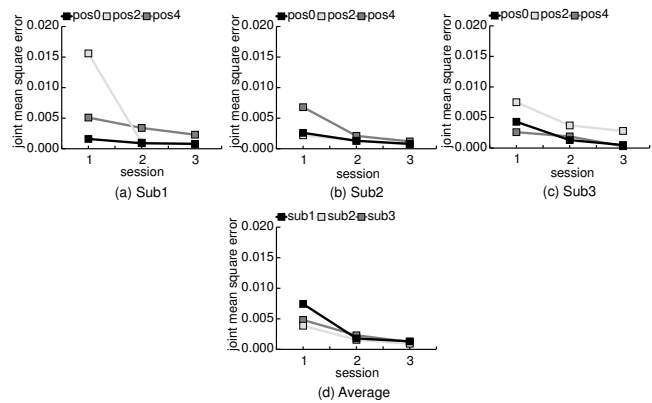 pos0 pos2 pos4
joint mean square error
0.020
0.015
0.010
0.005
0.000
1 2 3
session
(a) Sub1
pos0 pos2 pos4
joint mean square error
0.020
0.015
0.010
0.005
0.000
1 2 3
session
(b) Sub2
pos0 pos2 pos4
joint mean square error
0.020
0.015
0.010
0.005
0.000
1 2 3
session
(c) Sub3
sub1 sub2 sub3
joint mean square error
0.020
0.015
0.010
0.005
0.000
1 2 3
session
(d) Average